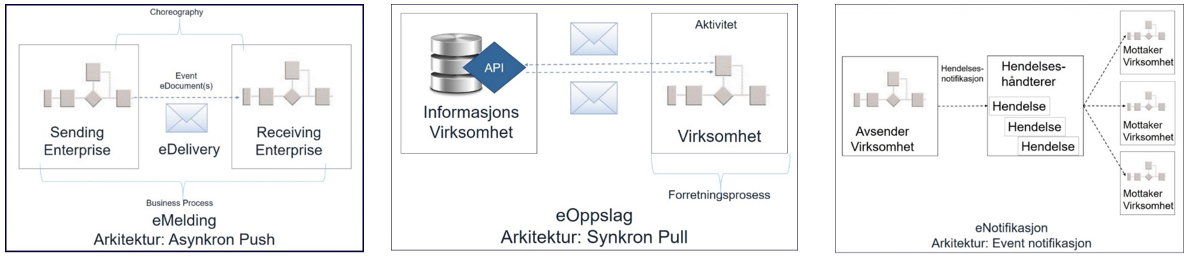 Choreography
Event
eDocument(s)
Sending
Enterprise
eDelivery
Receiving
Enterprise
Business Process
eMelding
Arkitektur: Asynkron Push
API
Informasjons
Virksomhet
Aktivitet
Virksomhet
Forretningsprosess
eOppslag
Arkitektur: Synkron Pull
Avsender
Virksomhet
Hendelses-
notifikasjon
Hendelses-
håndterer
Hendelse
Hendelse
Hendelse
Mottaker
Virksomhet
Mottaker
Virksomhet
Mottaker
Virksomhet
eNotifikasjon
Arkitektur: Event notifikasjon